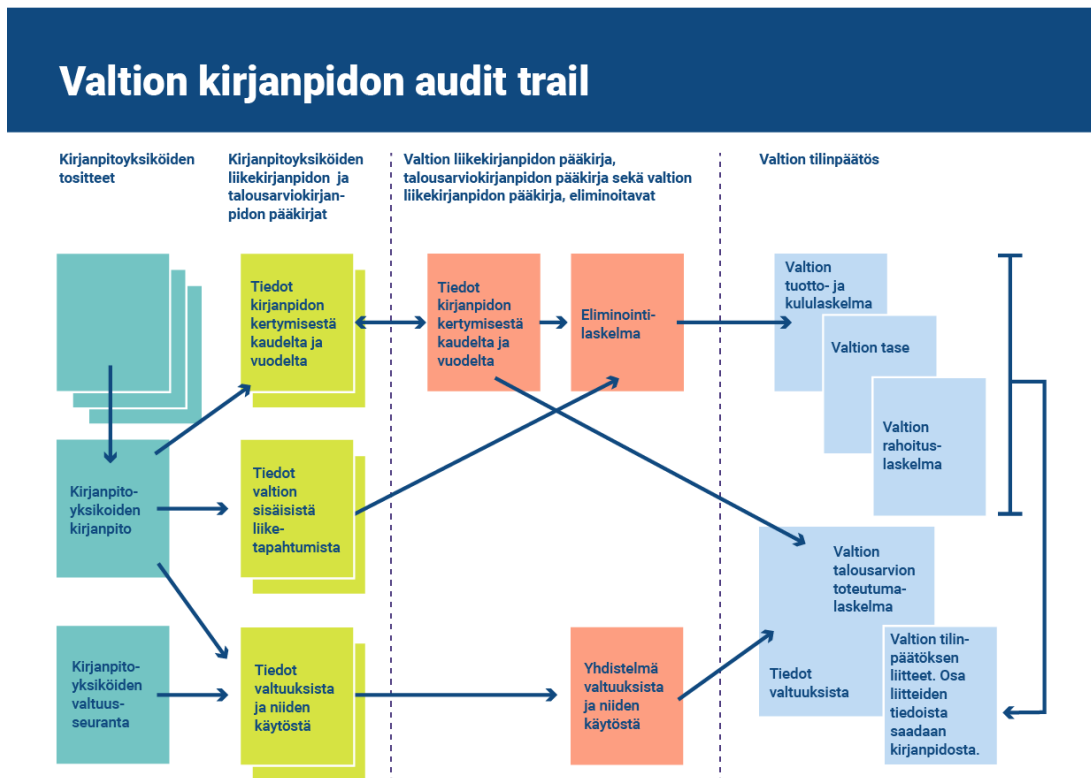 Valtion kirjanpidon audit trail
Kirjanpitoyksiköiden
tositteet
Kirjanpitoyksiköiden
liikekirjanpidon ja
talousarviokirjan-
pidon pääkirjat
Valtion liikekirjanpidon pääkirja,
talousarviokirjanpidon pääkirja sekä valtion
liikekirjanpidon pääkirja, eliminoitavat
Valtion tilinpäätös
Tiedot
kirjanpidon
kertymisestä
kaudelta ja
vuodelta
Tiedot
kirjanpidon
kertymisestä
kaudelta ja
vuodelta
Eliminointi-
laskelma
Valtion
tuotto- ja
kululaskelma
Valtion tase
Valtion
rahoitus-
laskelma
Kirjanpito-
yksikoiden
kirjanpito
Tiedot
valtion
sisäisistä
liike-
tapahtumista
Valtion
talousarvion
toteutuma-
laskelma
Kirjanpito-
yksiköiden
valtuus-
seuranta
Tiedot
valtuuksista
ja niiden
käytöstä
Yhdistelmä
valtuuksista
ja niiden
käytöstä
Tiedot
valtuuksista
Valtion tilin-
päätöksen
liitteet. Osa
liitteiden
tiedoista
saadaan
kirjanpidosta.